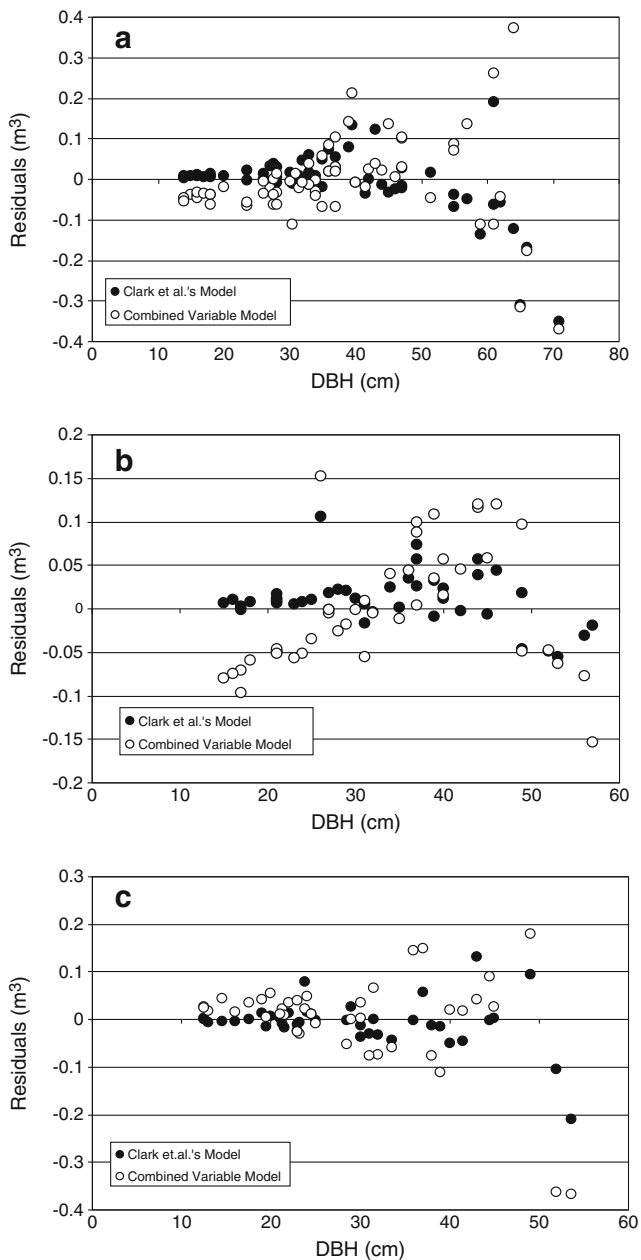 a
0.4
0.3
0.2
0.1
0
-0.1
-0.2
-0.3
-0.4
Residuals (m³)
Clark et al.'s Model
Combined Variable Model
0 10 20 30 40 50 60 70 80
DBH (cm)
b
0.2
0.15
0.1
0.05
0
-0.05
-0.1
-0.15
-0.2
Residuals (m³)
Clark et al.'s Model
Combined Variable Model
0 10 20 30 40 50 60
DBH (cm)
c
0.3
0.2
0.1
0
-0.1
-0.2
-0.3
-0.4
Residuals (m³)
Clark et.al.'s Model
Combined Variable Model
0 10 20 30 40 50 60
DBH (cm)